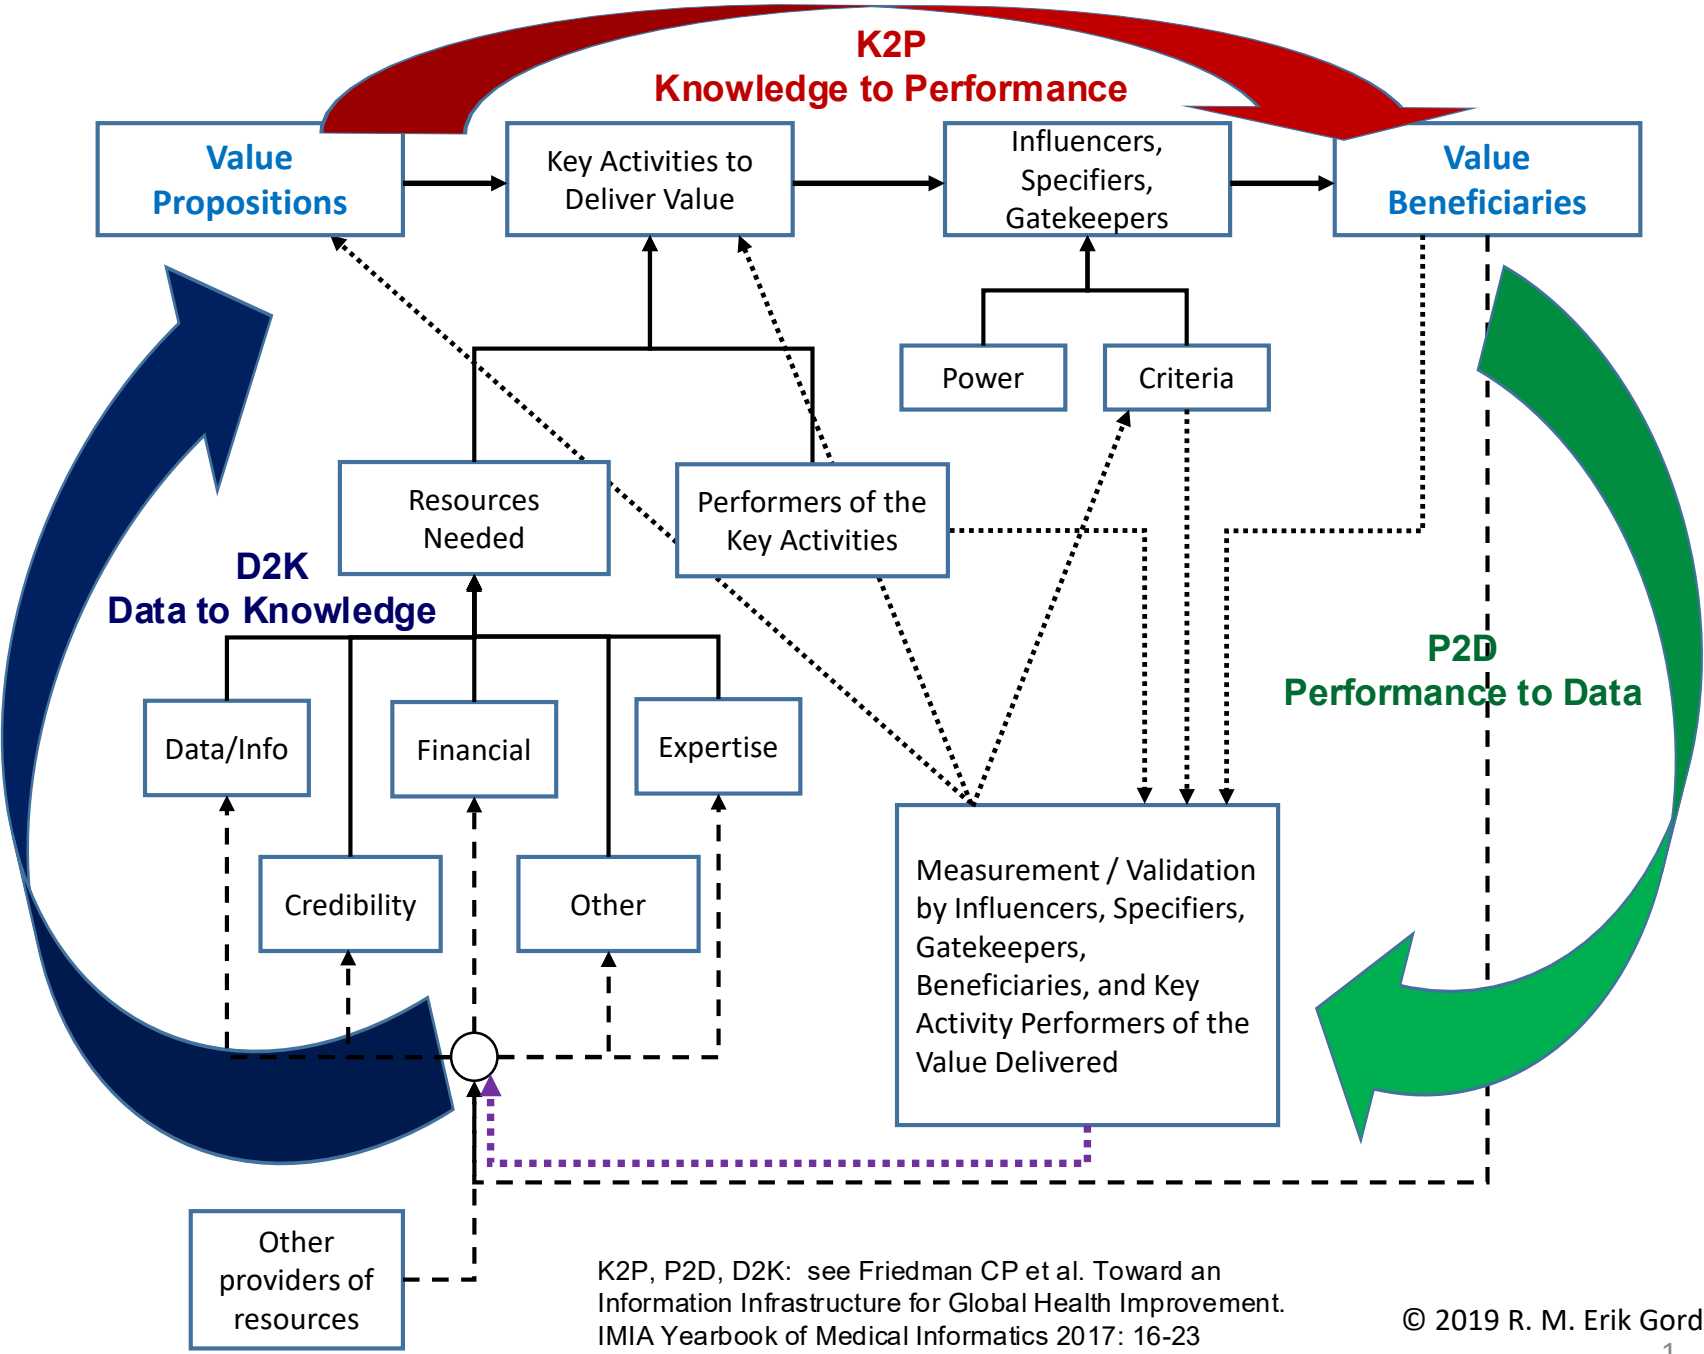 K2P
Knowledge to Performance
Value
Propositions
Key Activities to
Deliver Value
Influencers,
Specifiers,
Gatekeepers
Value
Beneficiaries
Power
Criteria
Resources
Needed
Performers of the
Key Activities
D2K
Data to Knowledge
P2D
Performance to Data
Data/Info
Financial
Expertise
Credibility
Other
Measurement / Validation
by Influencers, Specifiers,
Gatekeepers,
Beneficiaries, and Key
Activity Performers of the
Value Delivered
Other
providers of
resources
K2P, P2D, D2K: see Friedman CP et al. Toward an
Information Infrastructure for Global Health Improvement.
IMIA Yearbook of Medical Informatics 2017: 16-23
© 2019 R. M. Erik Gord
1